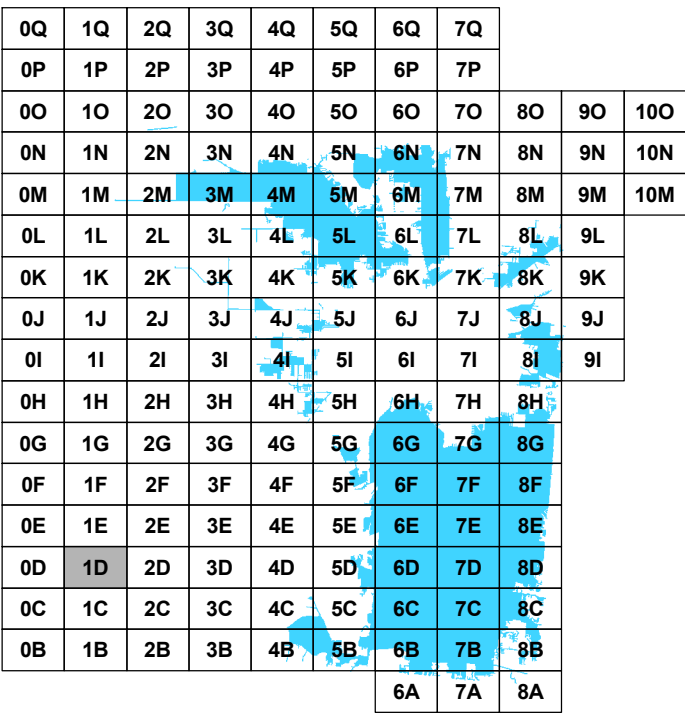 0Q 1Q 2Q 3Q 4Q 5Q 6Q 7Q
0P 1P 2P 3P 4P 5P 6P 7P
0O 1O 2O 3O 4O 5O 6O 7O 8O 9O 10O
0N 1N 2N 3N 4N 5N 6N 7N 8N 9N 10N
0M 1M 2M 3M 4M 5M 6M 7M 8M 9M 10M
0L 1L 2L 3L 4L 5L 6L 7L 8L 9L
0K 1K 2K 3K 4K 5K 6K 7K 8K 9K
0J 1J 2J 3J 4J 5J 6J 7J 8J 9J
0I 1I 2I 3I 4I 5I 6I 7I 8I 9I
0H 1H 2H 3H 4H 5H 6H 7H 8H
0G 1G 2G 3G 4G 5G 6G 7G 8G
0F 1F 2F 3F 4F 5F 6F 7F 8F
0E 1E 2E 3E 4E 5E 6E 7E 8E
0D 1D 2D 3D 4D 5D 6D 7D 8D
0C 1C 2C 3C 4C 5C 6C 7C 8C
0B 1B 2B 3B 4B 5B 6B 7B 8B
6A 7A 8A